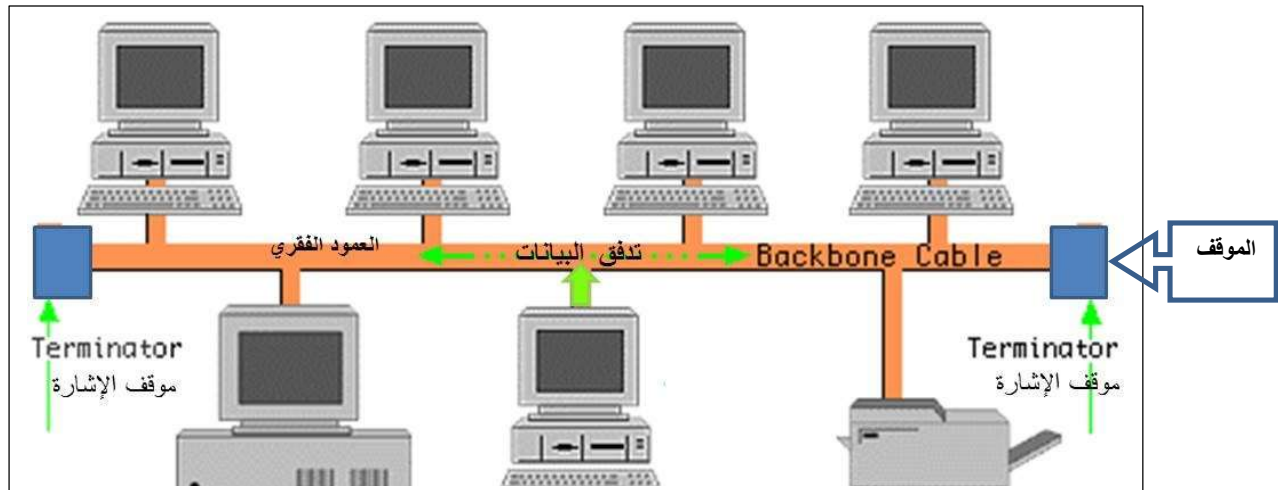 الموقف
العمود الفقري
تدفق البيانات
Backbone Cable
Terminator
موقف الإشارة
Terminator
موقف الإشارة